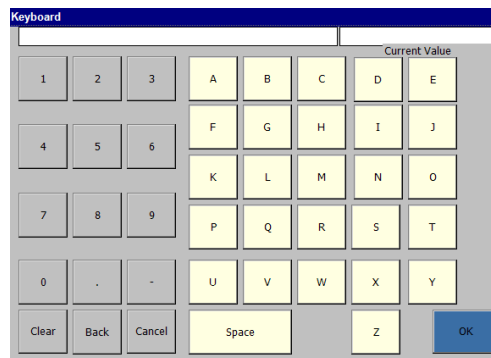 Keyboard
Current Value
1 2 3 A B C D E
F G H I J
4 5 6
K L M N O
7 8 9
P Q R S T
0 . - U V W X Y
Clear Back Cancel Space Z OK